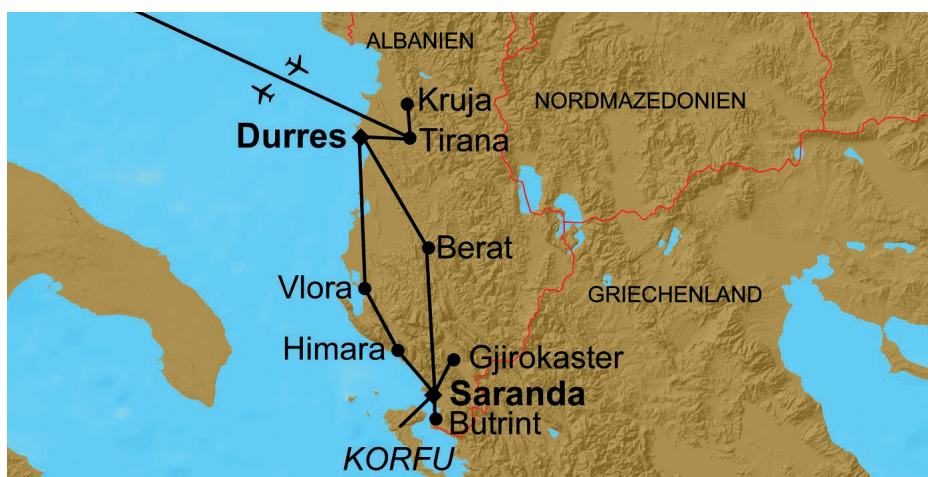 ALBANIEN
Kruja
NORDMAZEDONIEN
Durres
Tirana
Berat
Vlora
GRIECHENLAND
Himara
Gjirokaster
Saranda
Butrint
KORFU